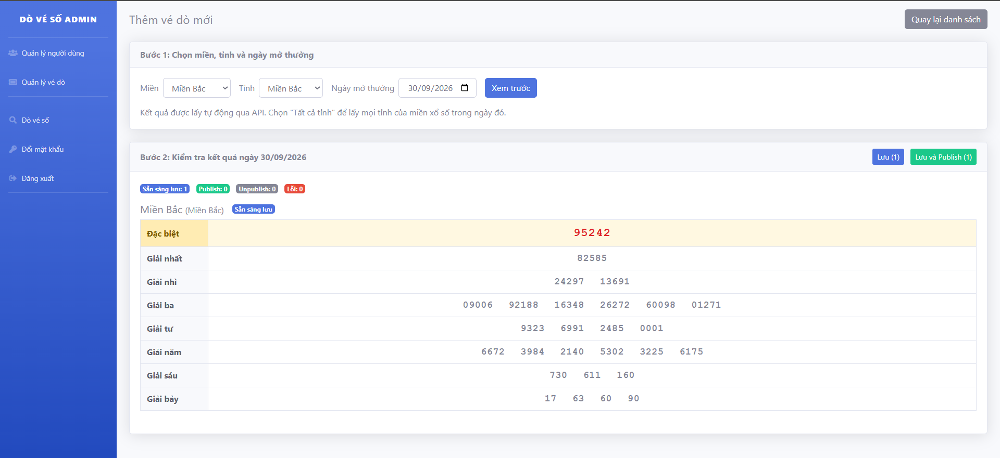 DÒ VÉ SỐ ADMIN
Quản lý người dùng
Quản lý vé dò
Dò vé số
Đổi mật khẩu
Đăng xuất
Thêm vé dò mới
Quay lại danh sách
Bước 1: Chọn miền, tỉnh và ngày mở thưởng
Miền Miền Bắc Tỉnh Miền Bắc Ngày mở thưởng 30/09/2026 Xem trước
Kết quả được lấy tự động qua API. Chọn "Tất cả tỉnh" để lấy mọi tỉnh của miền xổ số trong ngày đó.
Bước 2: Kiểm tra kết quả ngày 30/09/2026 Lưu (1) Lưu và Publish (1)
Sẵn sàng lưu: 1 Publish: 0 Unpublish: 0 Lỗi: 0
Miền Bắc (Miền Bắc) Sẵn sàng lưu
Đặc biệt 95242
Giải nhất 82585
Giải nhì 24297 13691
Giải ba 09006 92188 16348 26272 60098 01271
Giải tư 9323 6991 2485 0001
Giải năm 6672 3984 2140 5302 3225 6175
Giải sáu 730 611 160
Giải bảy 17 63 60 90